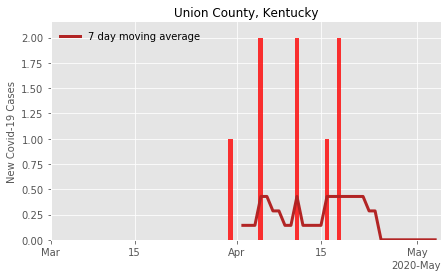 Union County, Kentucky
7 day moving average
New Covid-19 Cases
2.00
1.75
1.50
1.25
1.00
0.75
0.50
0.25
0.00
Mar 15 Apr 15 May
2020-May